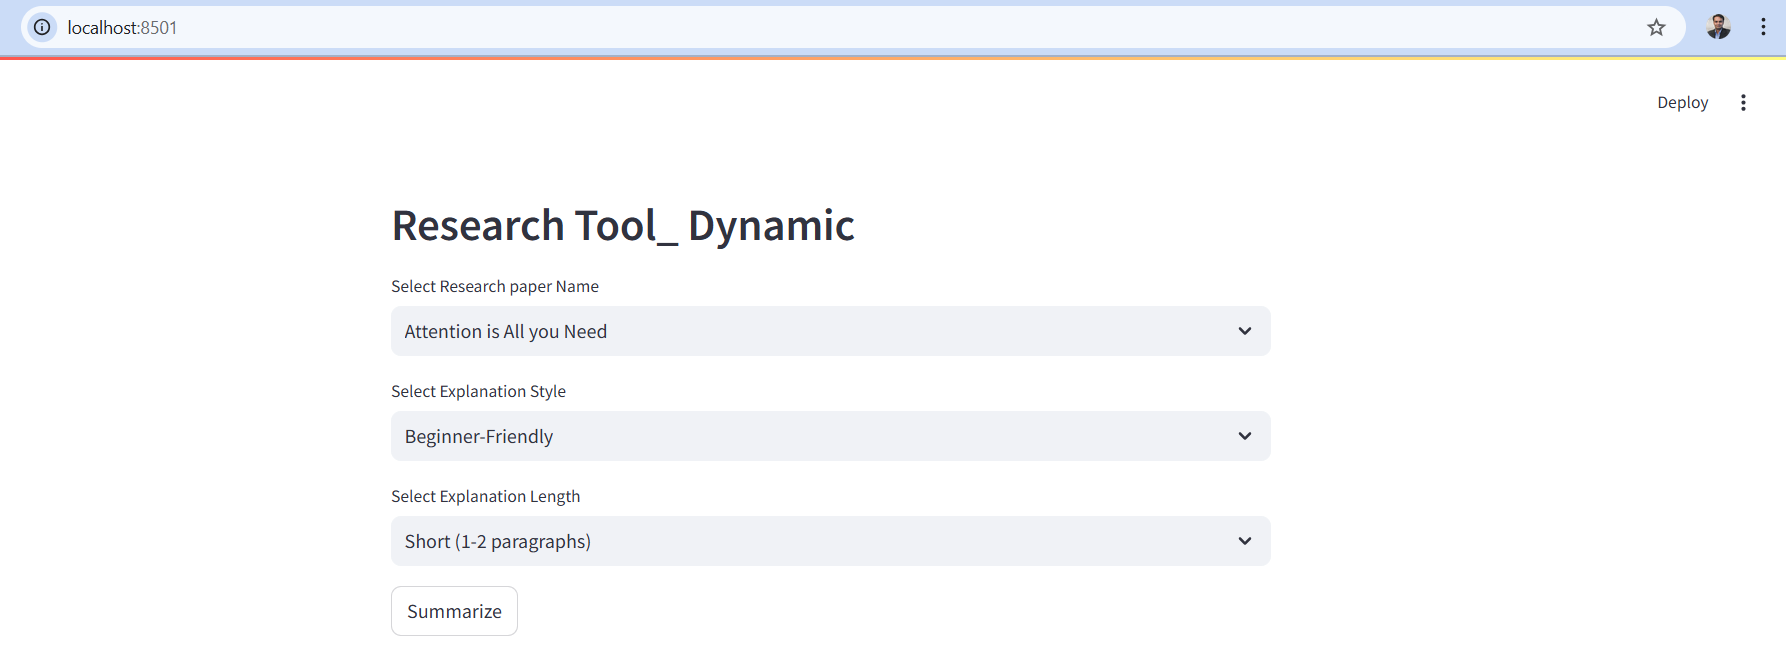 localhost:8501
Deploy
Research Tool_ Dynamic
Select Research paper Name
Attention is All you Need
Select Explanation Style
Beginner-Friendly
Select Explanation Length
Short (1-2 paragraphs)
Summarize